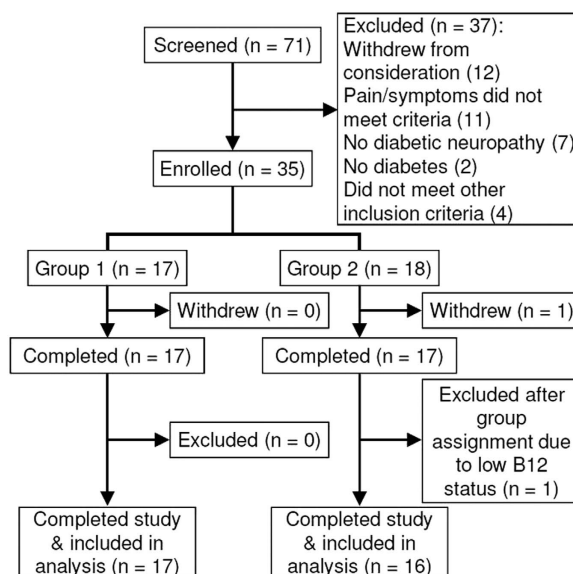 Screened (n = 71)
Excluded (n = 37):
Withdrew from
consideration (12)
Pain/symptoms did not
meet criteria (11)
No diabetic neuropathy (7)
No diabetes (2)
Did not meet other
inclusion criteria (4)
Enrolled (n = 35)
Group 1 (n = 17)
Group 2 (n = 18)
Withdrew (n = 0)
Withdrew (n = 1)
Completed (n = 17)
Completed (n = 17)
Excluded (n = 0)
Excluded after
group
assignment due
to low B12
status (n = 1)
Completed study
& included in
analysis (n = 17)
Completed study
& included in
analysis (n = 16)